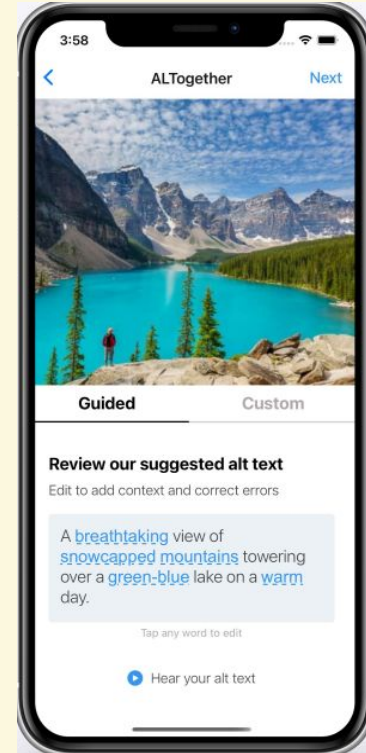 3:58
ALTogether
Next
Guided
Custom
Review our suggested alt text
Edit to add context and correct errors
A breathtaking view of
snowcapped mountains towering
over a green-blue lake on a warm
day.
Tap any word to edit
Hear your alt text